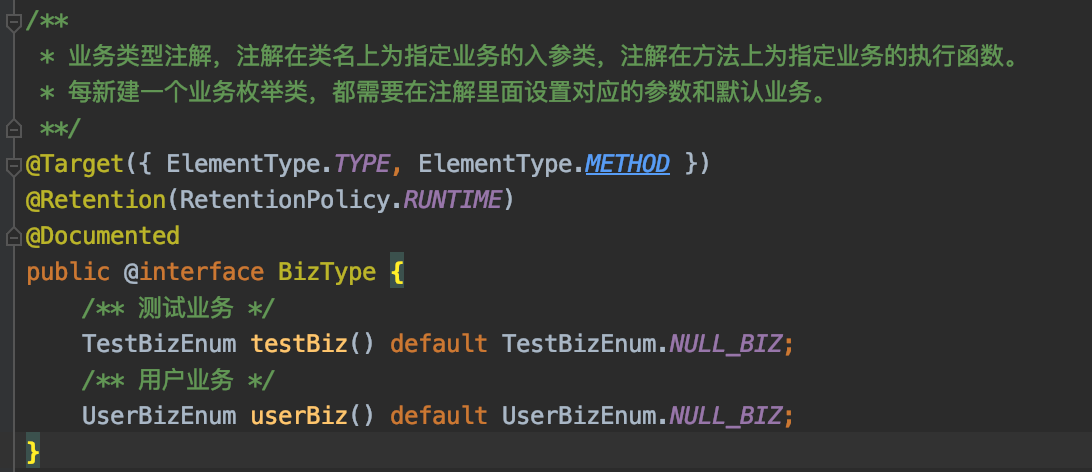 /**
 * 业务类型注解，注解在类名上为指定业务的入参类，注解在方法上为指定业务的执行函数。
 * 每新建一个业务枚举类，都需要在注解里面设置对应的参数和默认业务。
 **/
@Target({ ElementType.TYPE, ElementType.METHOD })
@Retention(RetentionPolicy.RUNTIME)
@Documented
public @interface BizType {
    /** 测试业务 */
    TestBizEnum testBiz() default TestBizEnum.NULL_BIZ;
    /** 用户业务 */
    UserBizEnum userBiz() default UserBizEnum.NULL_BIZ;
}